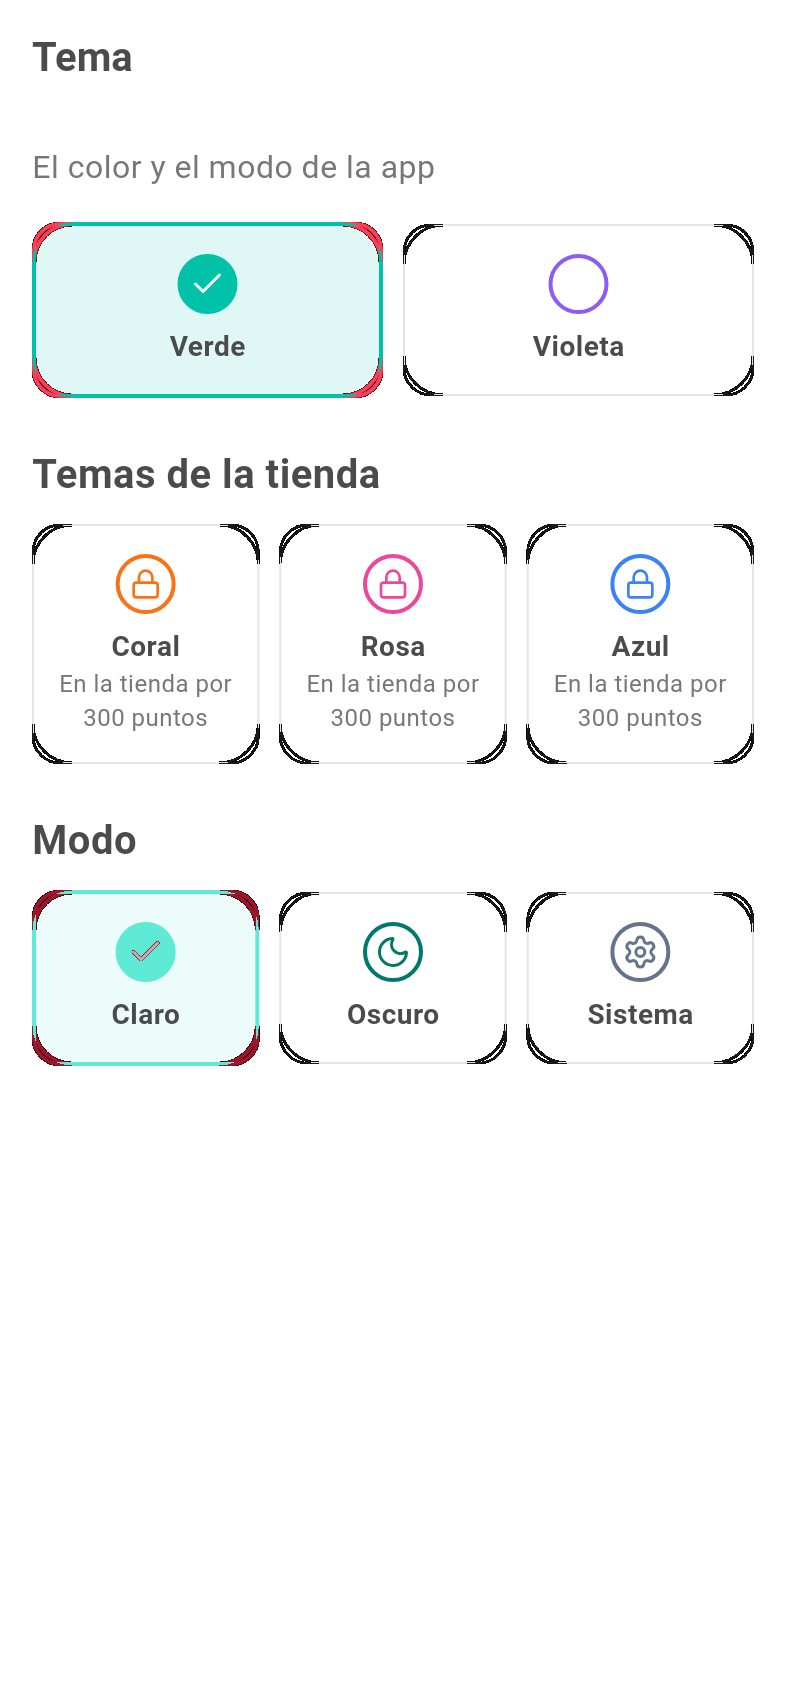 Tema
El color y el modo de la app
Verde
Violeta
Temas de la tienda
Coral
En la tienda por
300 puntos
Rosa
En la tienda por
300 puntos
Azul
En la tienda por
300 puntos
Modo
Claro
Oscuro
Sistema